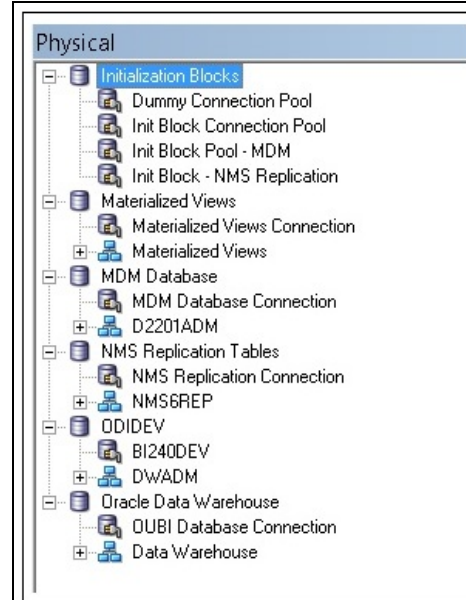 Physical
Initialization Blocks
Dummy Connection Pool
Init Block Connection Pool
Init Block Pool - MDM
Init Block - NMS Replication
Materialized Views
Materialized Views Connection
Materialized Views
MDM Database
MDM Database Connection
D2201ADM
NMS Replication Tables
NMS Replication Connection
NMS6REP
ODIDEV
BI240DEV
DWADM
Oracle Data Warehouse
OUBI Database Connection
Data Warehouse